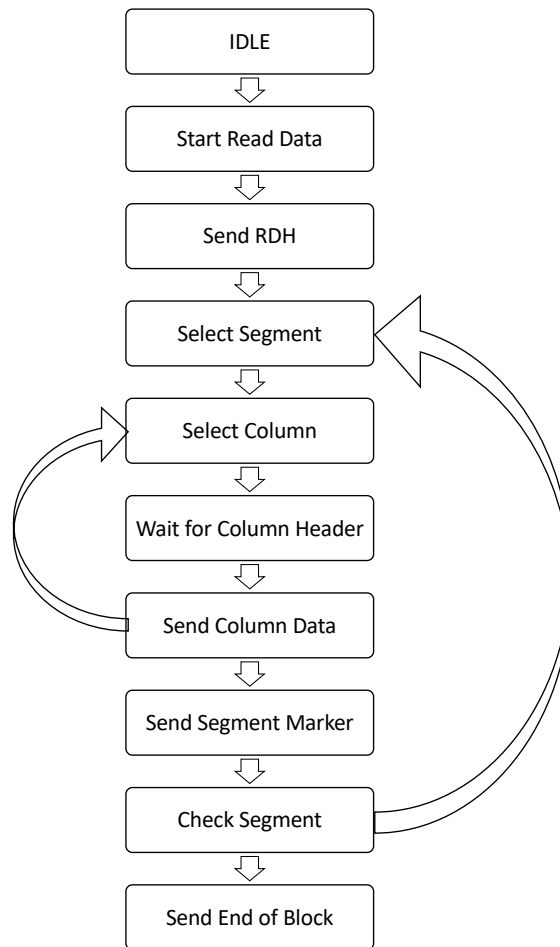 IDLE
Start Read Data
Send RDH
Select Segment
Select Column
Wait for Column Header
Send Column Data
Send Segment Marker
Check Segment
Send End of Block